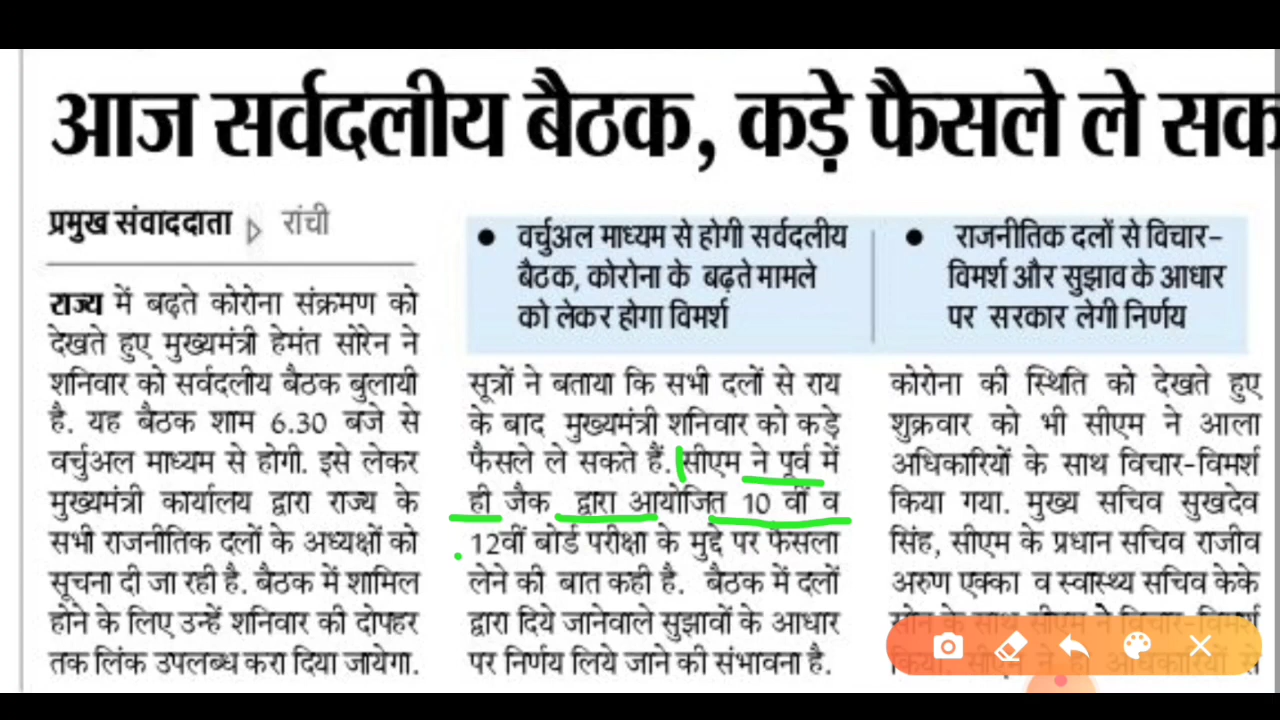 आज सर्वदलीय बैठक, कड़े फैसले ले सक
प्रमुख संवाददाता ▷ रांची
राज्य में बढ़ते कोरोना संक्रमण को
देखते हुए मुख्यमंत्री हेमंत सोरेन ने
शनिवार को सर्वदलीय बैठक बुलायी
है. यह बैठक शाम 6.30 बजे से
वर्चुअल माध्यम से होगी. इसे लेकर
मुख्यमंत्री कार्यालय द्वारा राज्य के
सभी राजनीतिक दलों के अध्यक्षों को
सूचना दी जा रही है. बैठक में शामिल
होने के लिए उन्हें शनिवार की दोपहर
तक लिंक उपलब्ध करा दिया जायेगा.
● वर्चुअल माध्यम से होगी सर्वदलीय
बैठक, कोरोना के बढ़ते मामले
को लेकर होगा विमर्श
● राजनीतिक दलों से विचार-
विमर्श और सुझाव के आधार
पर सरकार लेगी निर्णय
सूत्रों ने बताया कि सभी दलों से राय
के बाद मुख्यमंत्री शनिवार को कड़े
फैसले ले सकते हैं. सीएम ने पूर्व में
ही जैक द्वारा आयोजित 10 वीं व
12वीं बोर्ड परीक्षा के मुद्दे पर फैसला
लेने की बात कही है. बैठक में दलों
द्वारा दिये जानेवाले सुझावों के आधार
पर निर्णय लिये जाने की संभावना है.
कोरोना की स्थिति को देखते हुए
शुक्रवार को भी सीएम ने आला
अधिकारियों के साथ विचार-विमर्श
किया गया. मुख्य सचिव सुखदेव
सिंह, सीएम के प्रधान सचिव राजीव
अरुण एक्का व स्वास्थ्य सचिव केके
सोन के साथ सीएम ने विचार-विमर्श
किया. सीएम ने ही अधिकारियों से